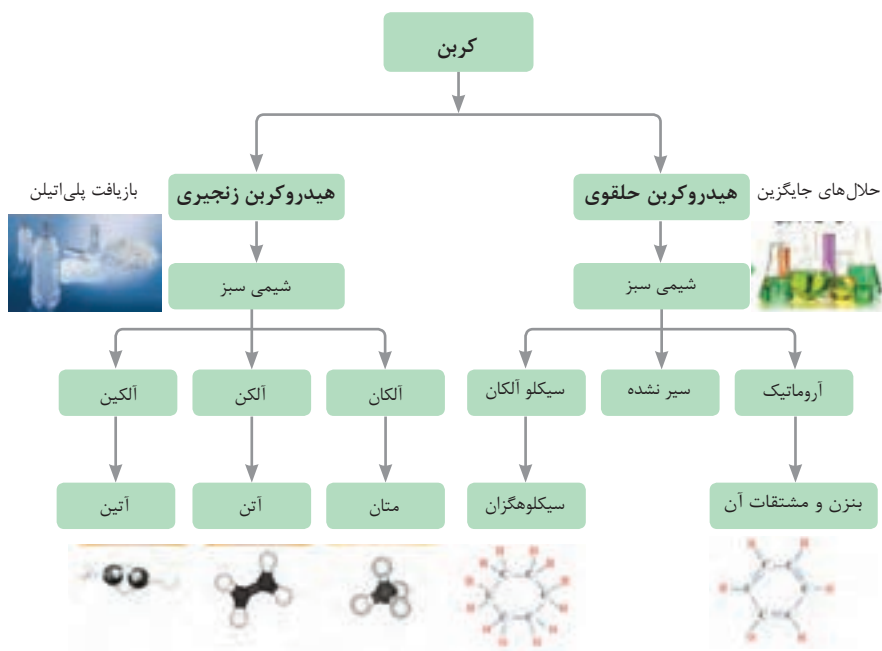 کربن
هیدروکربن حلقوی
هیدروکربن زنجیری
حلال‌های جایگزین
بازیافت پلی‌اتیلن
شیمی سبز
شیمی سبز
آروماتیک
سیر نشده
سیکلو آلکان
آلکان
آلکن
آلکین
بنزن و مشتقات آن
سیکلوهگزان
متان
آتن
آتین